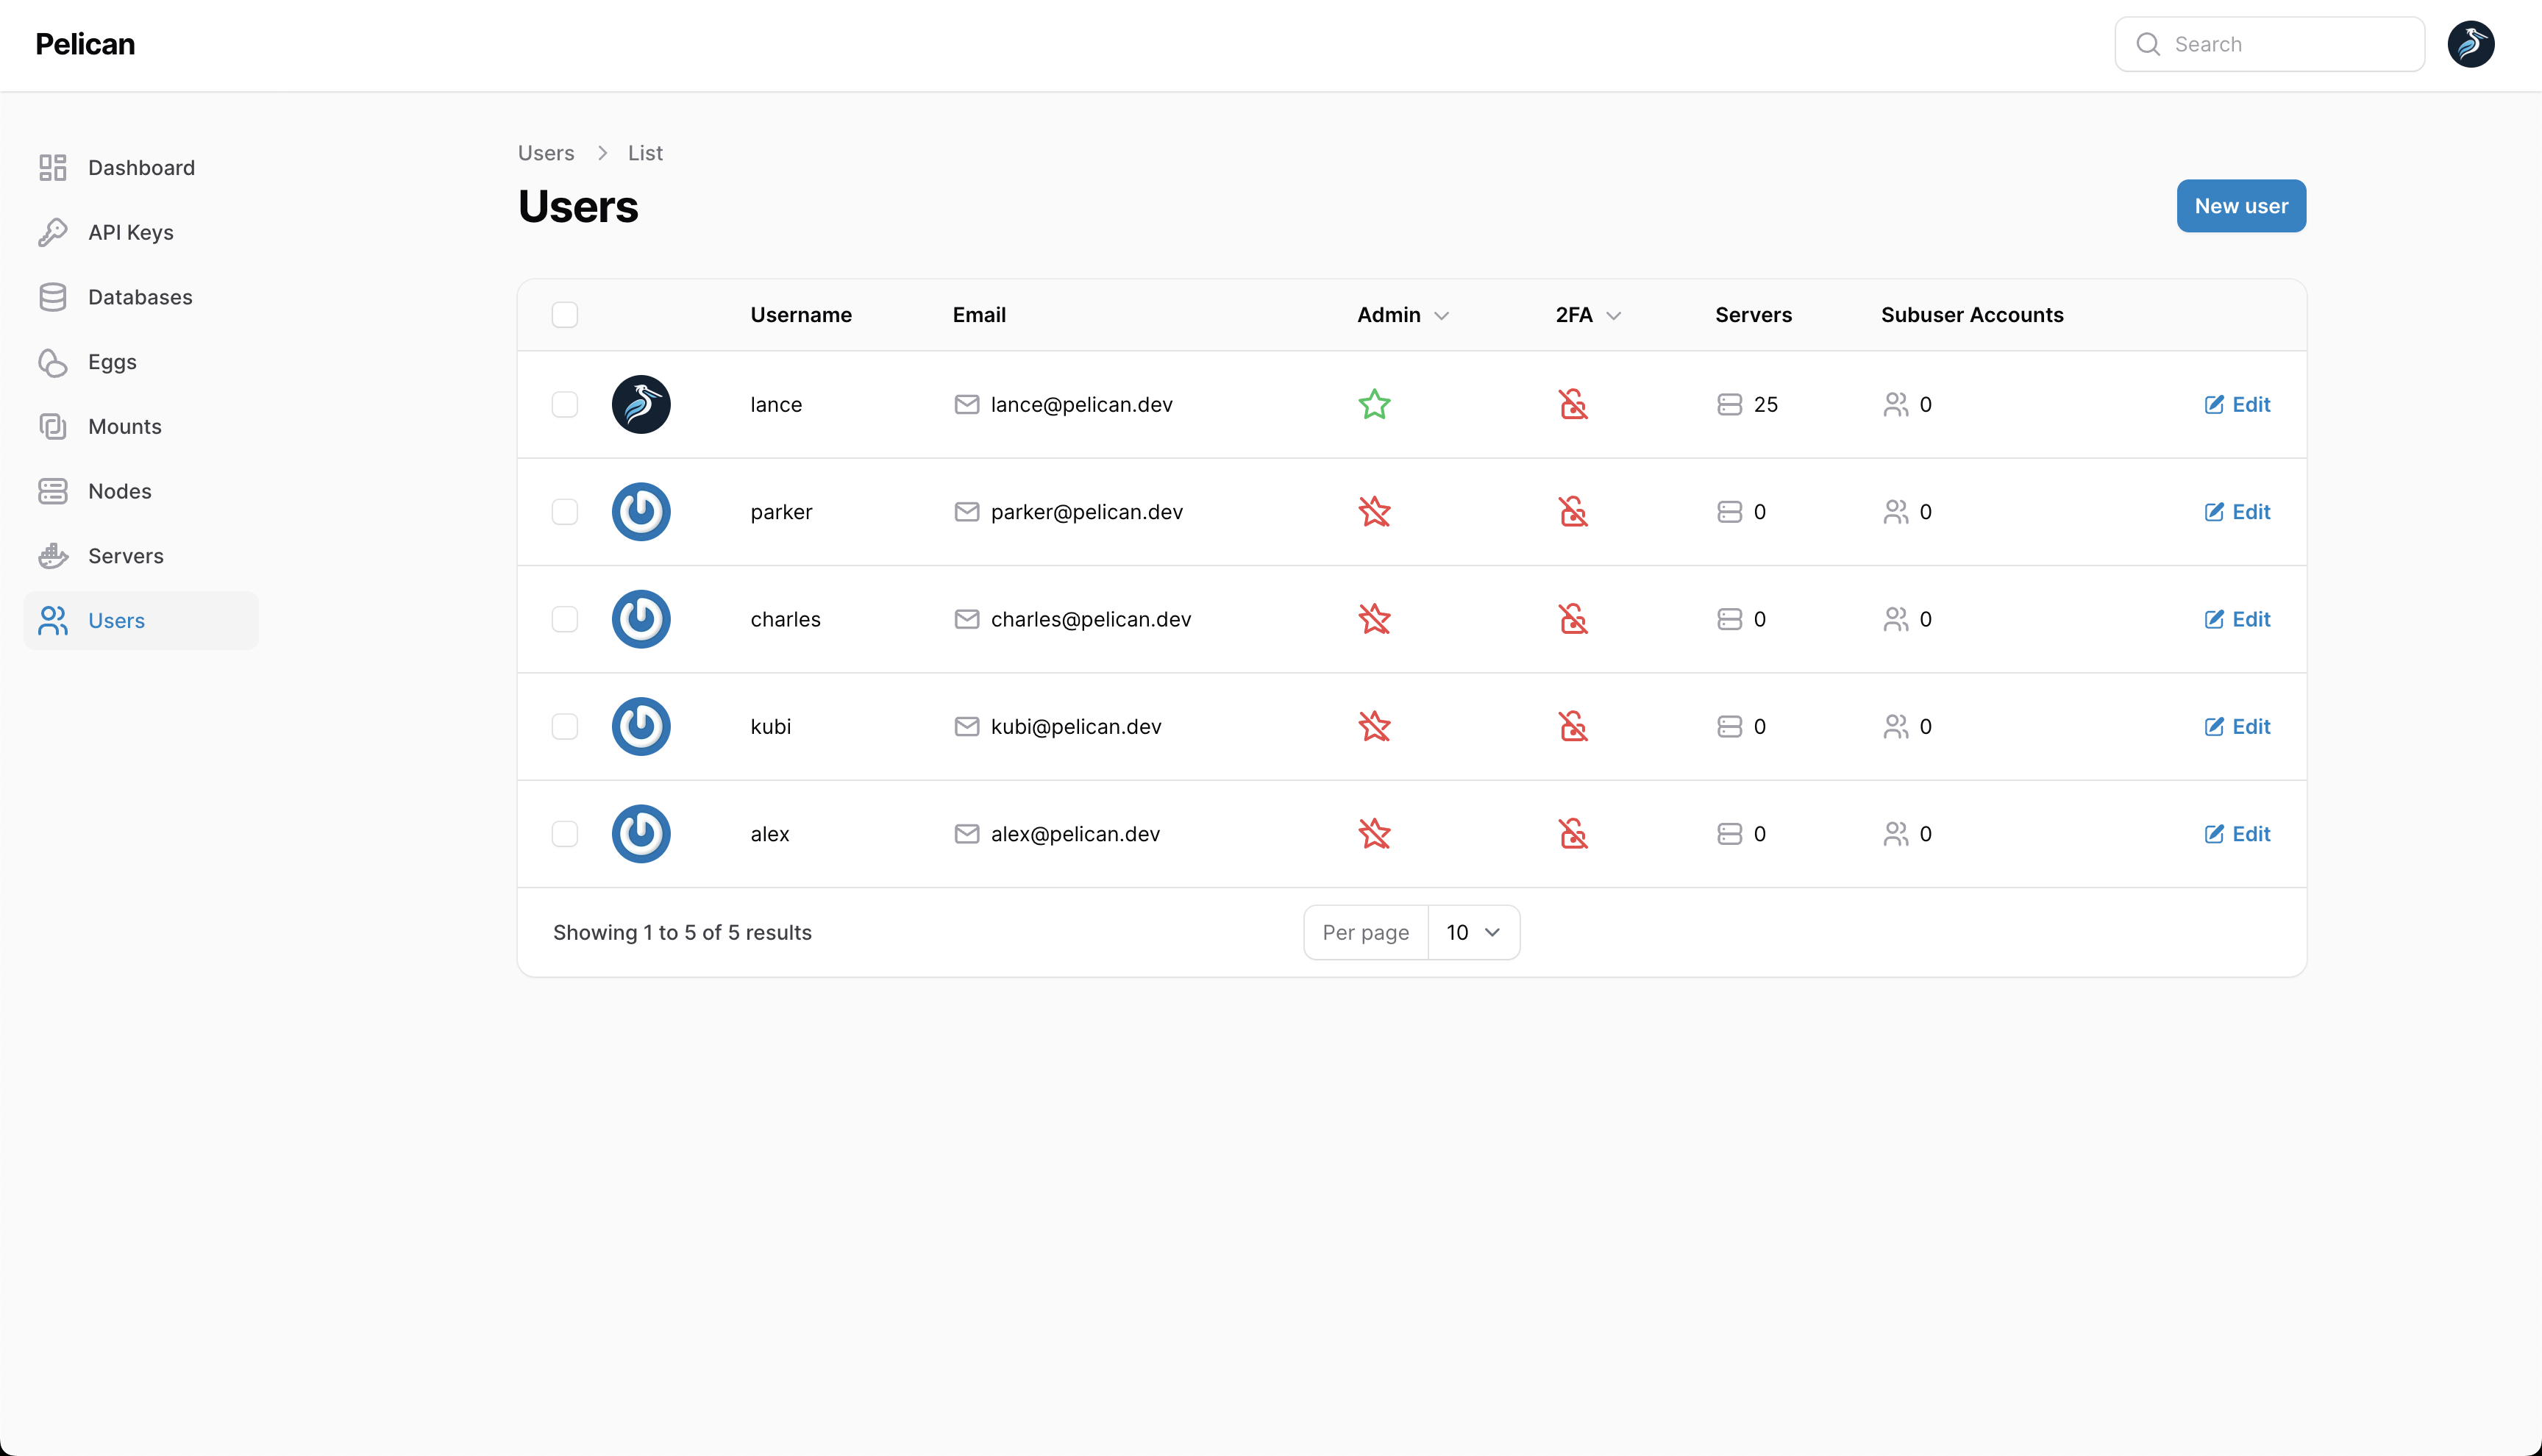 Pelican
Search
Dashboard
API Keys
Databases
Eggs
Mounts
Nodes
Servers
Users
Users > List
Users
New user
Username Email Admin 2FA Servers Subuser Accounts
lance lance@pelican.dev 25 0 Edit
parker parker@pelican.dev 0 0 Edit
charles charles@pelican.dev 0 0 Edit
kubi kubi@pelican.dev 0 0 Edit
alex alex@pelican.dev 0 0 Edit
Showing 1 to 5 of 5 results Per page 10